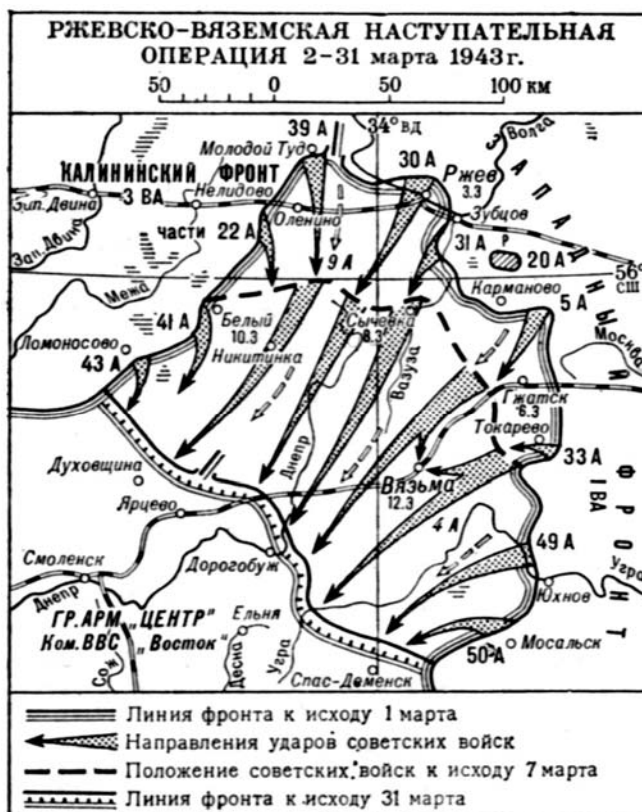 РЖЕВСКО-ВЯЗЕМСКАЯ НАСТУПАТЕЛЬНАЯ
ОПЕРАЦИЯ 2-31 марта 1943 г.
50 0 50 100 км
39 А
34° вд
Волга
Молодой Туд
КАЛИНИНСКИЙ ФРОНТ
30 А
Ржев
3.3
Зап. Двина
3 ВА
Нелидово
Оленино
Зубцов
части
22 А
31 А
Р
20 А
Зап. Двина
9 А
56°
сш
Межа
Карманово
5 А
41 А
Белый
10.3
Сычевка
8.3
Ломоносово
Никитинка
Вазуза
Москва
43 А
Гжатск
6.3
Токарево
Днепр
Духовщина
Вязьма
12.3
33 А
1 ВА
Ярцево
4 А
49 А
Смоленск
Дорогобуж
Угра
Днепр
Юхнов
ГР. АРМ „ЦЕНТР"
Ком. ВВС „Восток"
Ельня
Мосальск
50 А
Сож
Десна
Угра
Спас-Деменск
ЗАПАДНЫЙ ФРОНТ
Линия фронта к исходу 1 марта
Направления ударов советских войск
Положение советских войск к исходу 7 марта
Линия фронта к исходу 31 марта